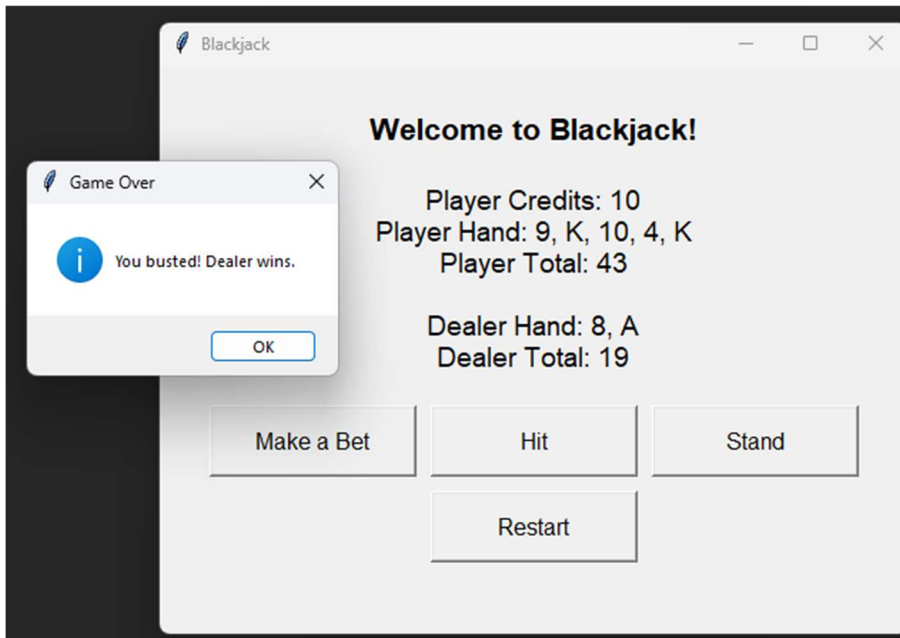 Blackjack
Welcome to Blackjack!
Game Over
You busted! Dealer wins.
OK
Player Credits: 10
Player Hand: 9, K, 10, 4, K
Player Total: 43
Dealer Hand: 8, A
Dealer Total: 19
Make a Bet
Hit
Stand
Restart